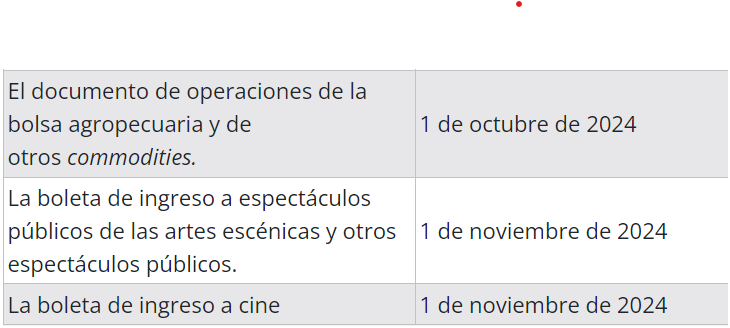 El documento de operaciones de la
bolsa agropecuaria y de
otros commodities.
1 de octubre de 2024
La boleta de ingreso a espectáculos
públicos de las artes escénicas y otros
espectáculos públicos.
1 de noviembre de 2024
La boleta de ingreso a cine
1 de noviembre de 2024